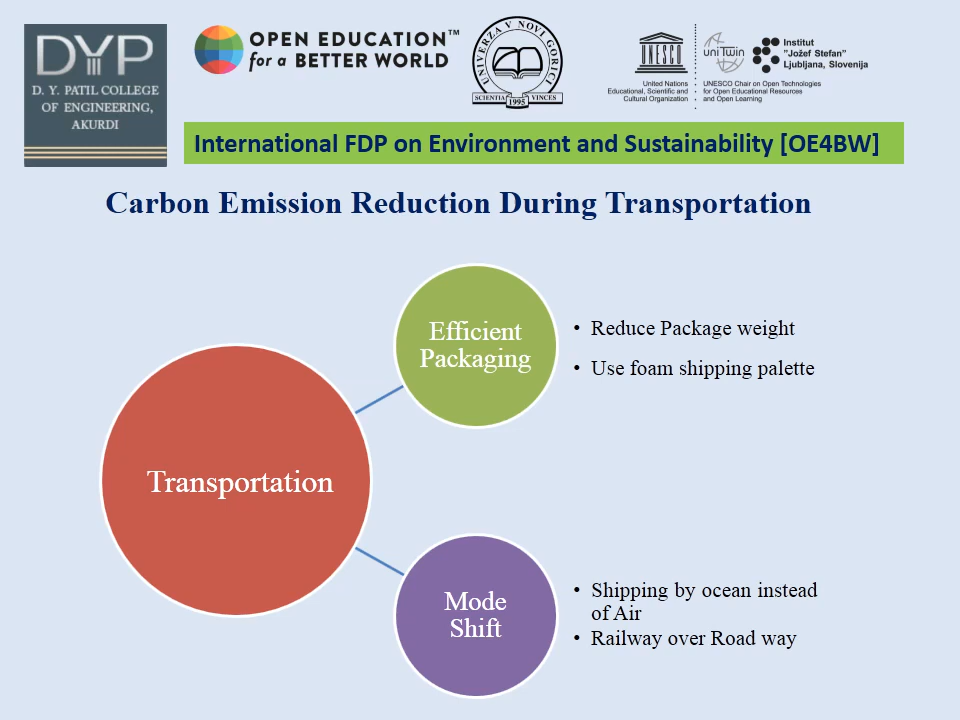 DYP
D. Y. PATIL COLLEGE
OF ENGINEERING,
AKURDI
OPEN EDUCATION™
for a BETTER WORLD
UNIVERZA V NOVI GORICI
SCIENTIA VINCES
1995
UNESCO
United Nations
Educational, Scientific and
Cultural Organization
uniTwin
Institut
"Jožef Stefan"
Ljubljana, Slovenija
UNESCO Chair on Open Technologies
for Open Educational Resources
and Open Learning
International FDP on Environment and Sustainability [OE4BW]
Carbon Emission Reduction During Transportation
Efficient
Packaging
• Reduce Package weight
• Use foam shipping palette
Transportation
Mode
Shift
• Shipping by ocean instead
of Air
• Railway over Road way